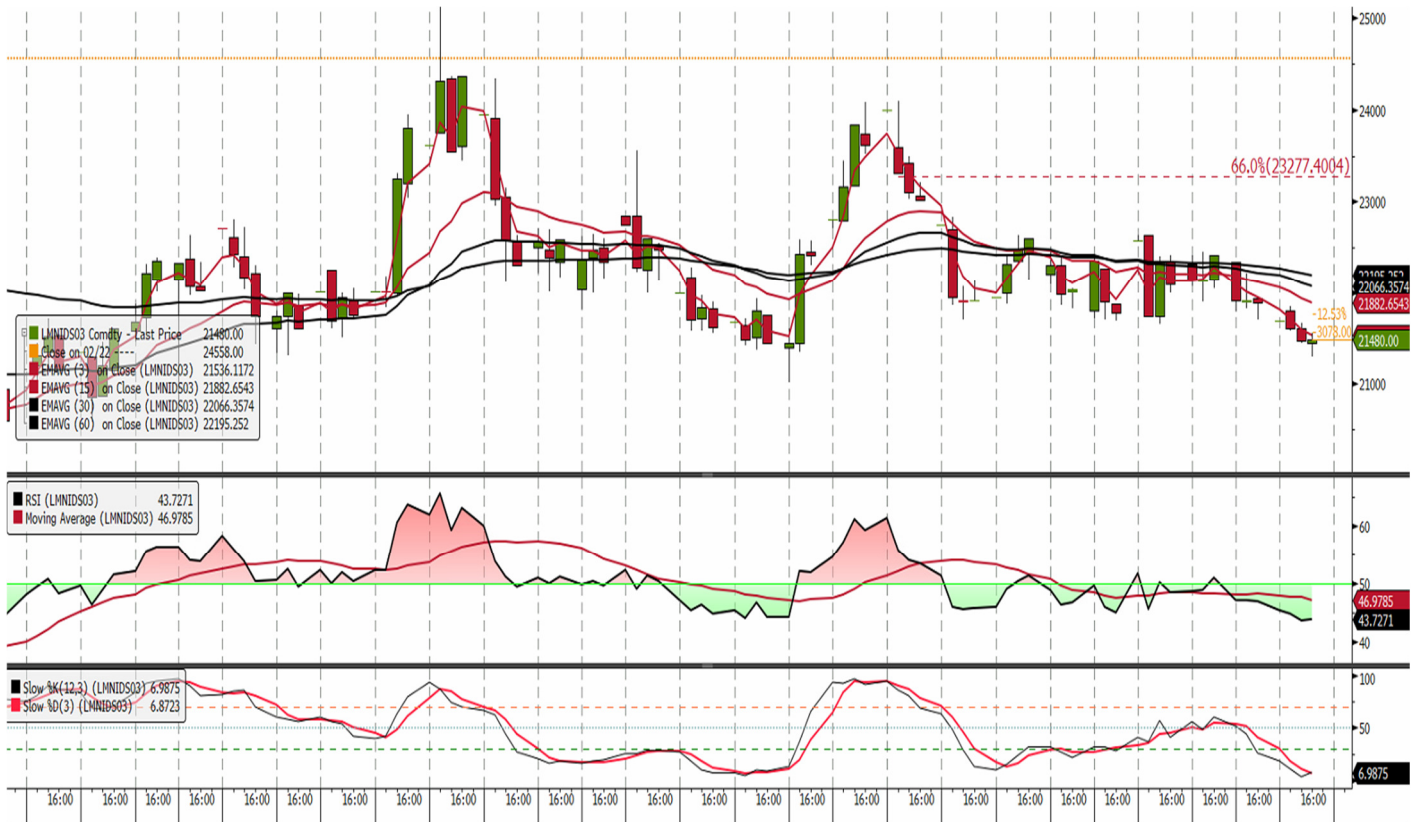 25000
24000
66.0%(23277.4004)
23000
22195.252
22066.3574
21882.6543
-12.53%
-3078.00
21480.00
21000
LMNIDS03 Comdty - Last Price 21480.00
Close on 02/22 ---- 24558.00
EMAVG (3) on Close (LMNIDS03) 21536.1172
EMAVG (15) on Close (LMNIDS03) 21882.6543
EMAVG (30) on Close (LMNIDS03) 22066.3574
EMAVG (60) on Close (LMNIDS03) 22195.252
RSI (LMNIDS03) 43.7271
Moving Average (LMNIDS03) 46.9785
60
50
46.9785
43.7271
40
Slow %K(12,3) (LMNIDS03) 6.9875
Slow %D(3) (LMNIDS03) 6.8723
100
50
6.9875
16:00 16:00 16:00 16:00 16:00 16:00 16:00 16:00 16:00 16:00 16:00 16:00 16:00 16:00 16:00 16:00 16:00 16:00 16:00 16:00 16:00 16:00 16:00 16:00 16:00 16:00 16:00